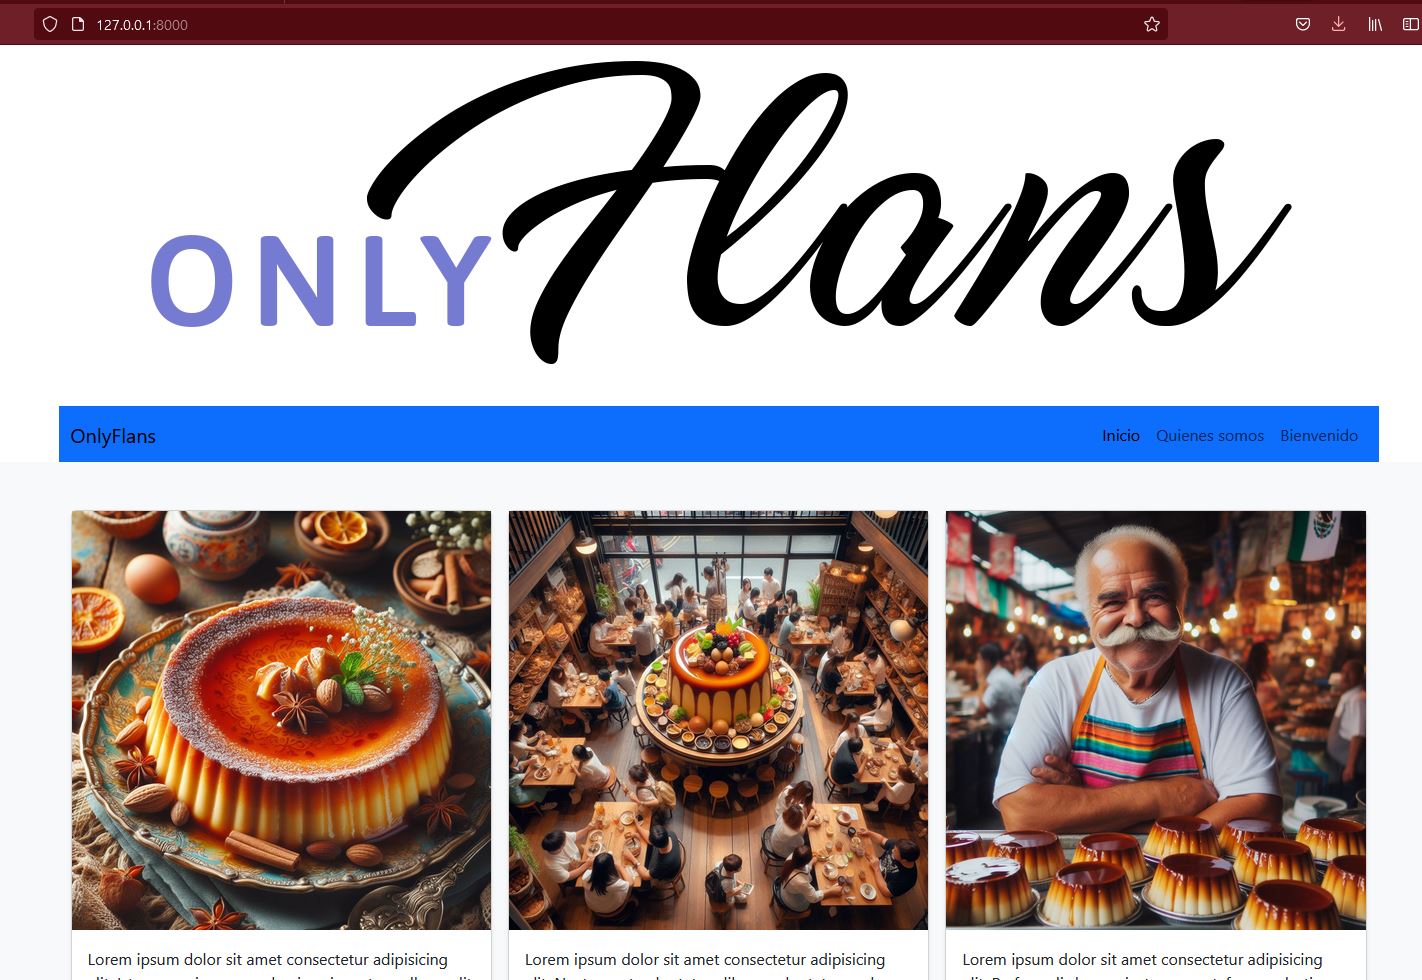 127.0.0.1:8000
ONLY Flans
OnlyFlans
Inicio Quienes somos Bienvenido
Lorem ipsum dolor sit amet consectetur adipisicing
Lorem ipsum dolor sit amet consectetur adipisicing
Lorem ipsum dolor sit amet consectetur adipisicing